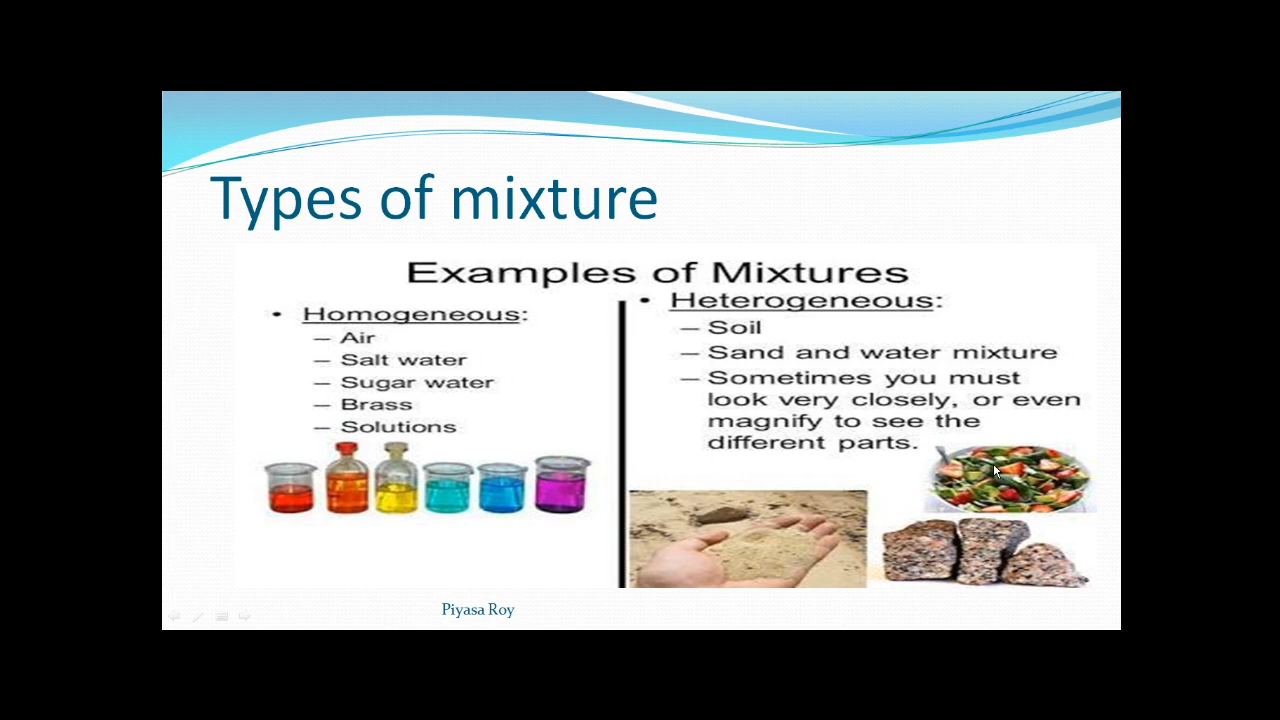 Types of mixture
Examples of Mixtures
• Homogeneous:
– Air
– Salt water
– Sugar water
– Brass
– Solutions
• Heterogeneous:
– Soil
– Sand and water mixture
– Sometimes you must
look very closely, or even
magnify to see the
different parts.
Piyasa Roy